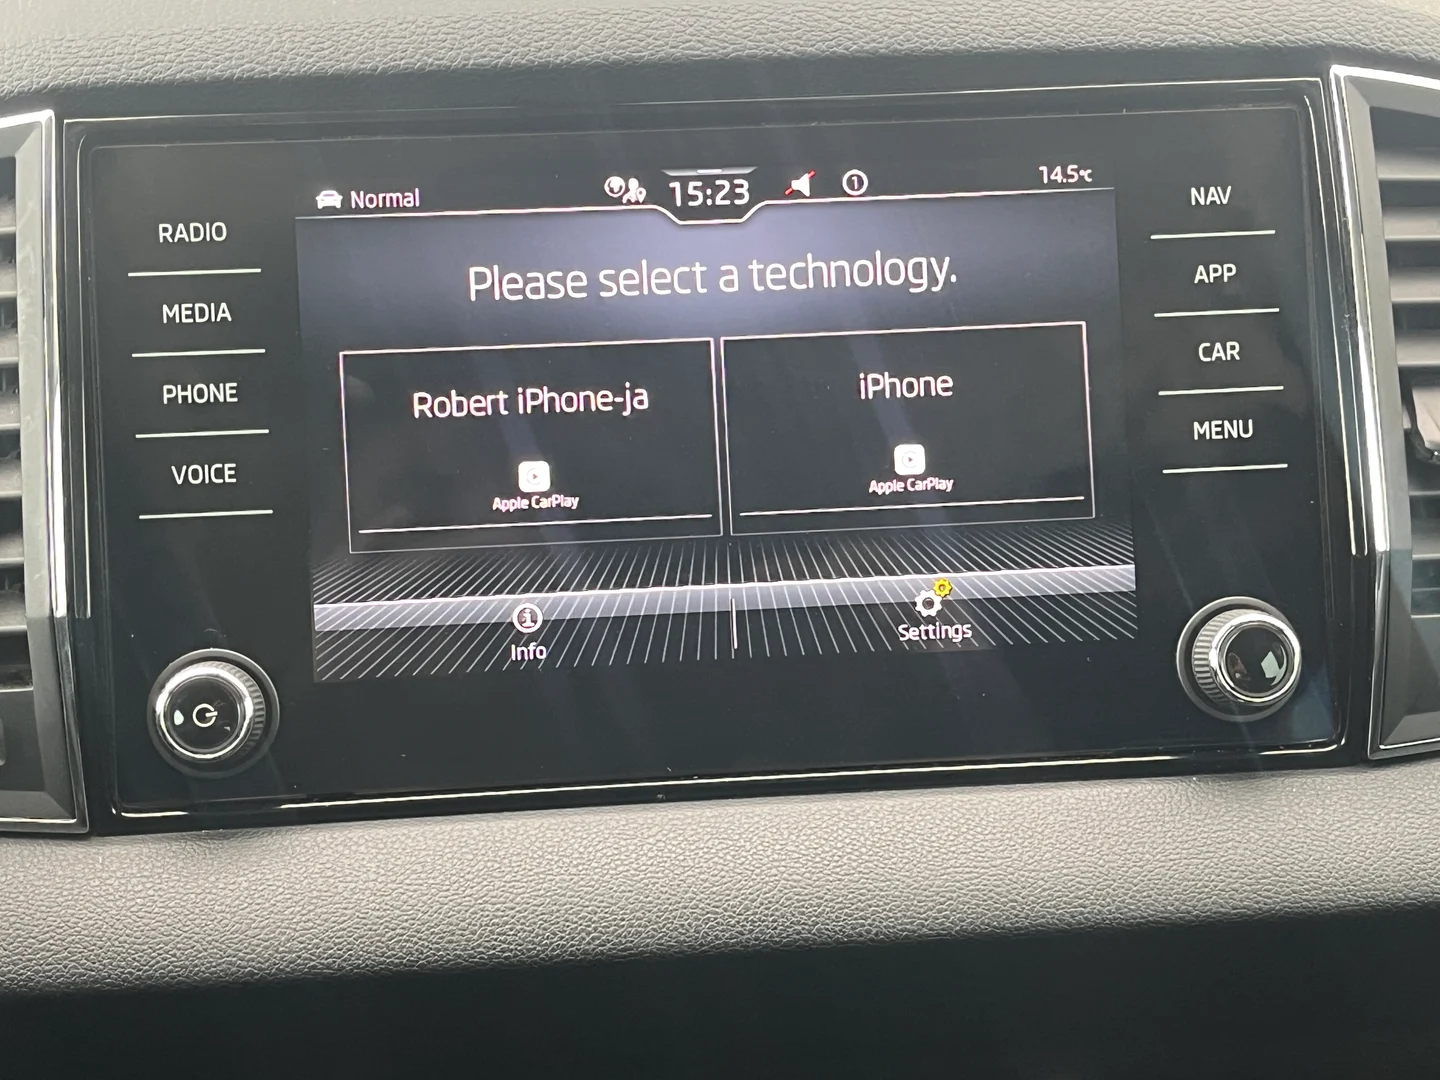 Normal
15:23
1
14.5°C
RADIO
MEDIA
PHONE
VOICE
Please select a technology.
Robert iPhone-ja
Apple CarPlay
iPhone
Apple CarPlay
Info
Settings
NAV
APP
CAR
MENU